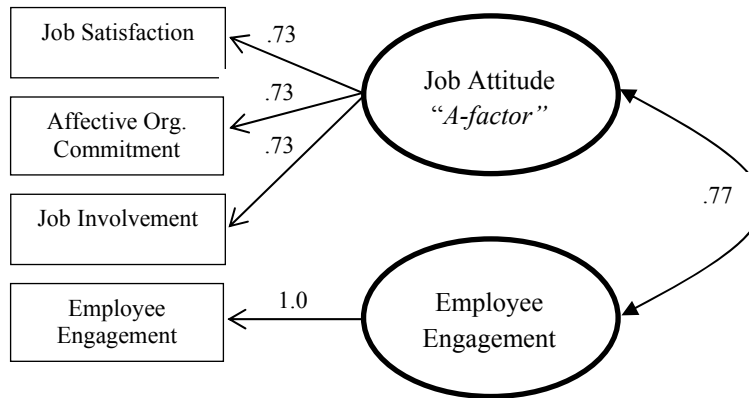 Job Satisfaction
.73
Job Attitude
“A-factor”
Affective Org.
Commitment
.73
.73
Job Involvement
.77
Employee
Engagement
1.0
Employee
Engagement